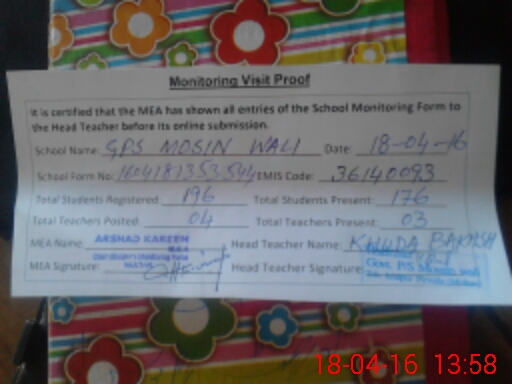 Monitoring Visit Proof
It is certified that the MEA has shown all entries of the School Monitoring Form to
the Head Teacher before its online submission.
School Name: GPS MOSIN WALI Date: 18-04-16
School Form No: 1604181353544 EMIS Code: 36140093
Total Students Registered 196 Total Students Present: 176
Total Teachers Posted 04 Total Teachers Present: 03
MEA Name ARSHAD KAREEM Head Teacher Name: KHUDA BAKHSH
MEA Signature: Head Teacher Signature
18-04-16 13:58